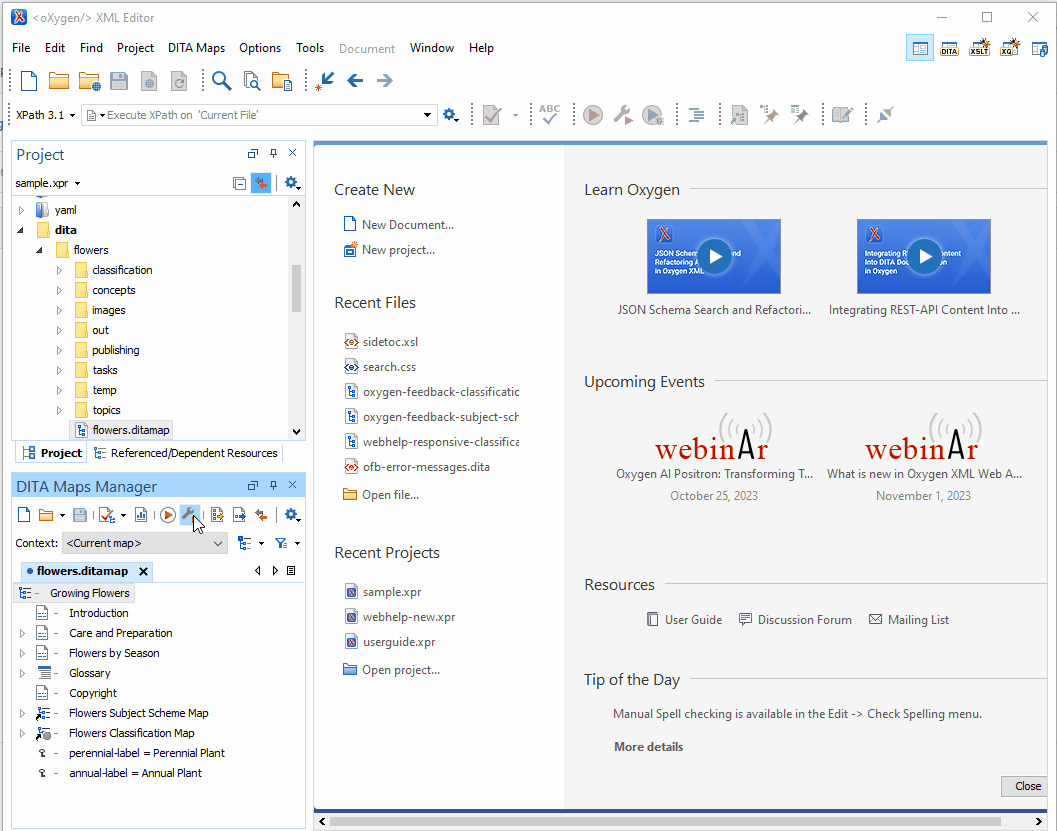 <oXygen/> XML Editor
File Edit Find Project DITA Maps Options Tools Document Window Help
DITA XSLT XQ
XPath 3.1 Execute XPath on 'Current File' ABC
Project
sample.xpr
yaml
dita
flowers
classification
concepts
images
out
publishing
tasks
temp
topics
flowers.ditamap
Project Referenced/Dependent Resources
DITA Maps Manager
Context: <Current map>
flowers.ditamap
Growing Flowers
Introduction
Care and Preparation
Flowers by Season
Glossary
Copyright
Flowers Subject Scheme Map
Flowers Classification Map
perennial-label = Perennial Plant
annual-label = Annual Plant
Create New
New Document...
New project...
Recent Files
sidetoc.xsl
search.css
oxygen-feedback-classificatic
oxygen-feedback-subject-sch
webhelp-responsive-classifica
ofb-error-messages.dita
Open file...
Recent Projects
sample.xpr
webhelp-new.xpr
userguide.xpr
Open project...
Learn Oxygen
JSON Schem and
Refactoring A
in Oxygen XML
JSON Schema Search and Refactori...
Integrating R ntent
Into DITA Doc
in Oxygen
Integrating REST-API Content Into ...
Upcoming Events
webinAr
Oxygen AI Positron: Transforming T...
October 25, 2023
webinAr
What is new in Oxygen XML Web A...
November 1, 2023
Resources
User Guide Discussion Forum Mailing List
Tip of the Day
Manual Spell checking is available in the Edit -> Check Spelling menu.
More details
Close